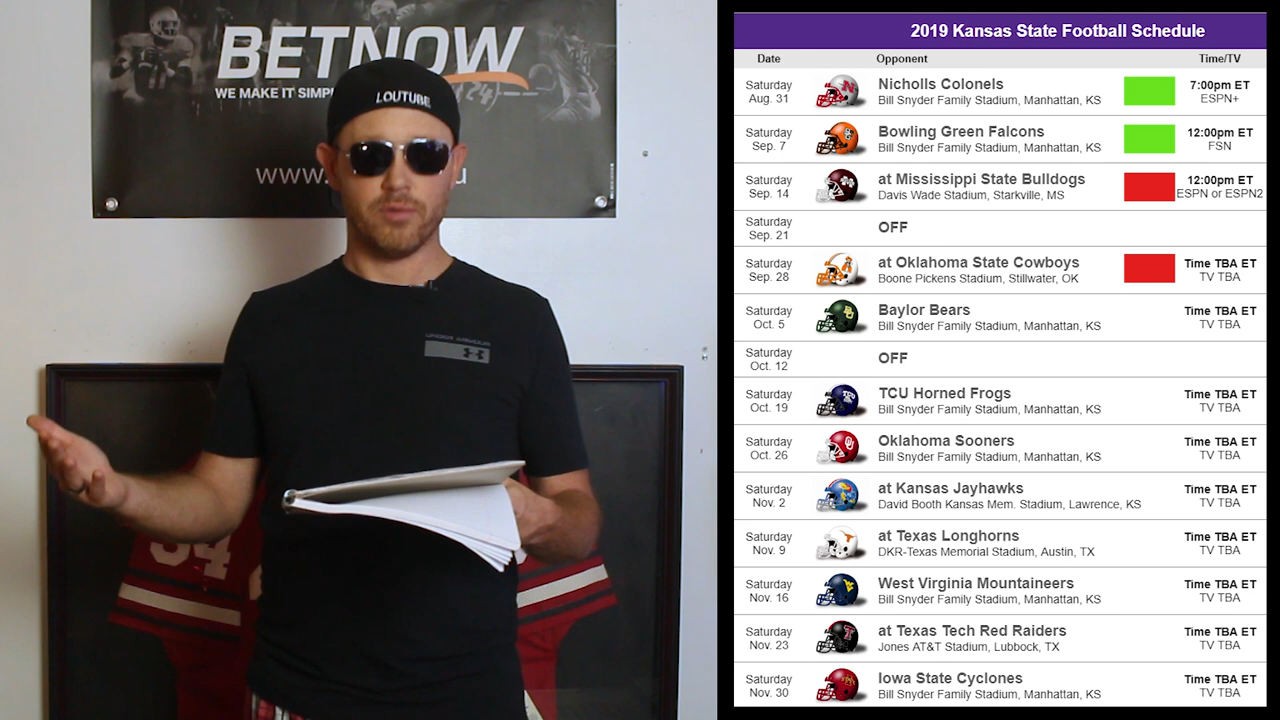 BETNOW
WE MAKE IT
LOUTUBE
www.
UNDER ARMOUR
34
2019 Kansas State Football Schedule
Date Opponent Time/TV
Saturday Nicholls Colonels 7:00pm ET
Aug. 31 Bill Snyder Family Stadium, Manhattan, KS ESPN+
Saturday Bowling Green Falcons 12:00pm ET
Sep. 7 Bill Snyder Family Stadium, Manhattan, KS FSN
Saturday at Mississippi State Bulldogs 12:00pm ET
Sep. 14 Davis Wade Stadium, Starkville, MS ESPN or ESPN2
Saturday
Sep. 21 OFF
Saturday at Oklahoma State Cowboys Time TBA ET
Sep. 28 Boone Pickens Stadium, Stillwater, OK TV TBA
Saturday Baylor Bears Time TBA ET
Oct. 5 Bill Snyder Family Stadium, Manhattan, KS TV TBA
Saturday
Oct. 12 OFF
Saturday TCU Horned Frogs Time TBA ET
Oct. 19 Bill Snyder Family Stadium, Manhattan, KS TV TBA
Saturday Oklahoma Sooners Time TBA ET
Oct. 26 Bill Snyder Family Stadium, Manhattan, KS TV TBA
Saturday at Kansas Jayhawks Time TBA ET
Nov. 2 David Booth Kansas Mem. Stadium, Lawrence, KS TV TBA
Saturday at Texas Longhorns Time TBA ET
Nov. 9 DKR-Texas Memorial Stadium, Austin, TX TV TBA
Saturday West Virginia Mountaineers Time TBA ET
Nov. 16 Bill Snyder Family Stadium, Manhattan, KS TV TBA
Saturday at Texas Tech Red Raiders Time TBA ET
Nov. 23 Jones AT&T Stadium, Lubbock, TX TV TBA
Saturday Iowa State Cyclones Time TBA ET
Nov. 30 Bill Snyder Family Stadium, Manhattan, KS TV TBA